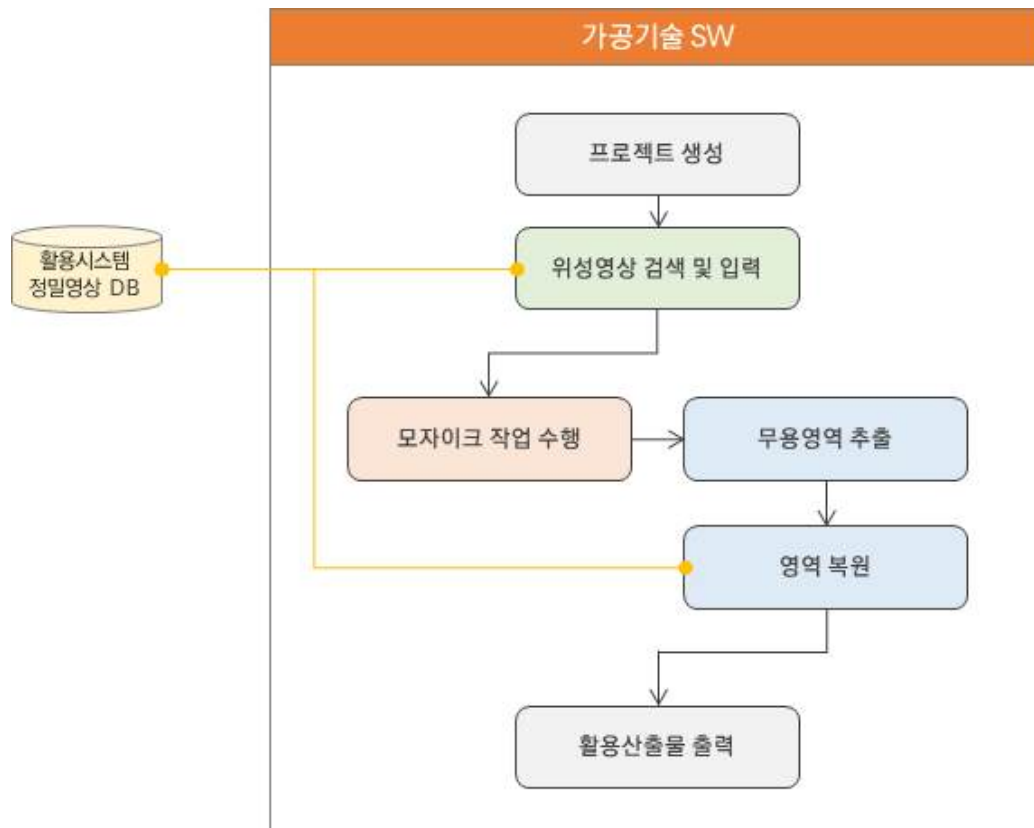 가공기술 SW
프로젝트 생성
활용시스템
정밀영상 DB
위성영상 검색 및 입력
모자이크 작업 수행
무용영역 추출
영역 복원
활용산출물 출력